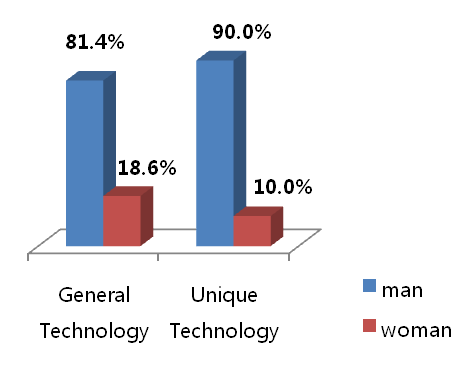 81.4%
90.0%
18.6%
10.0%
General
Technology
Unique
Technology
man
woman